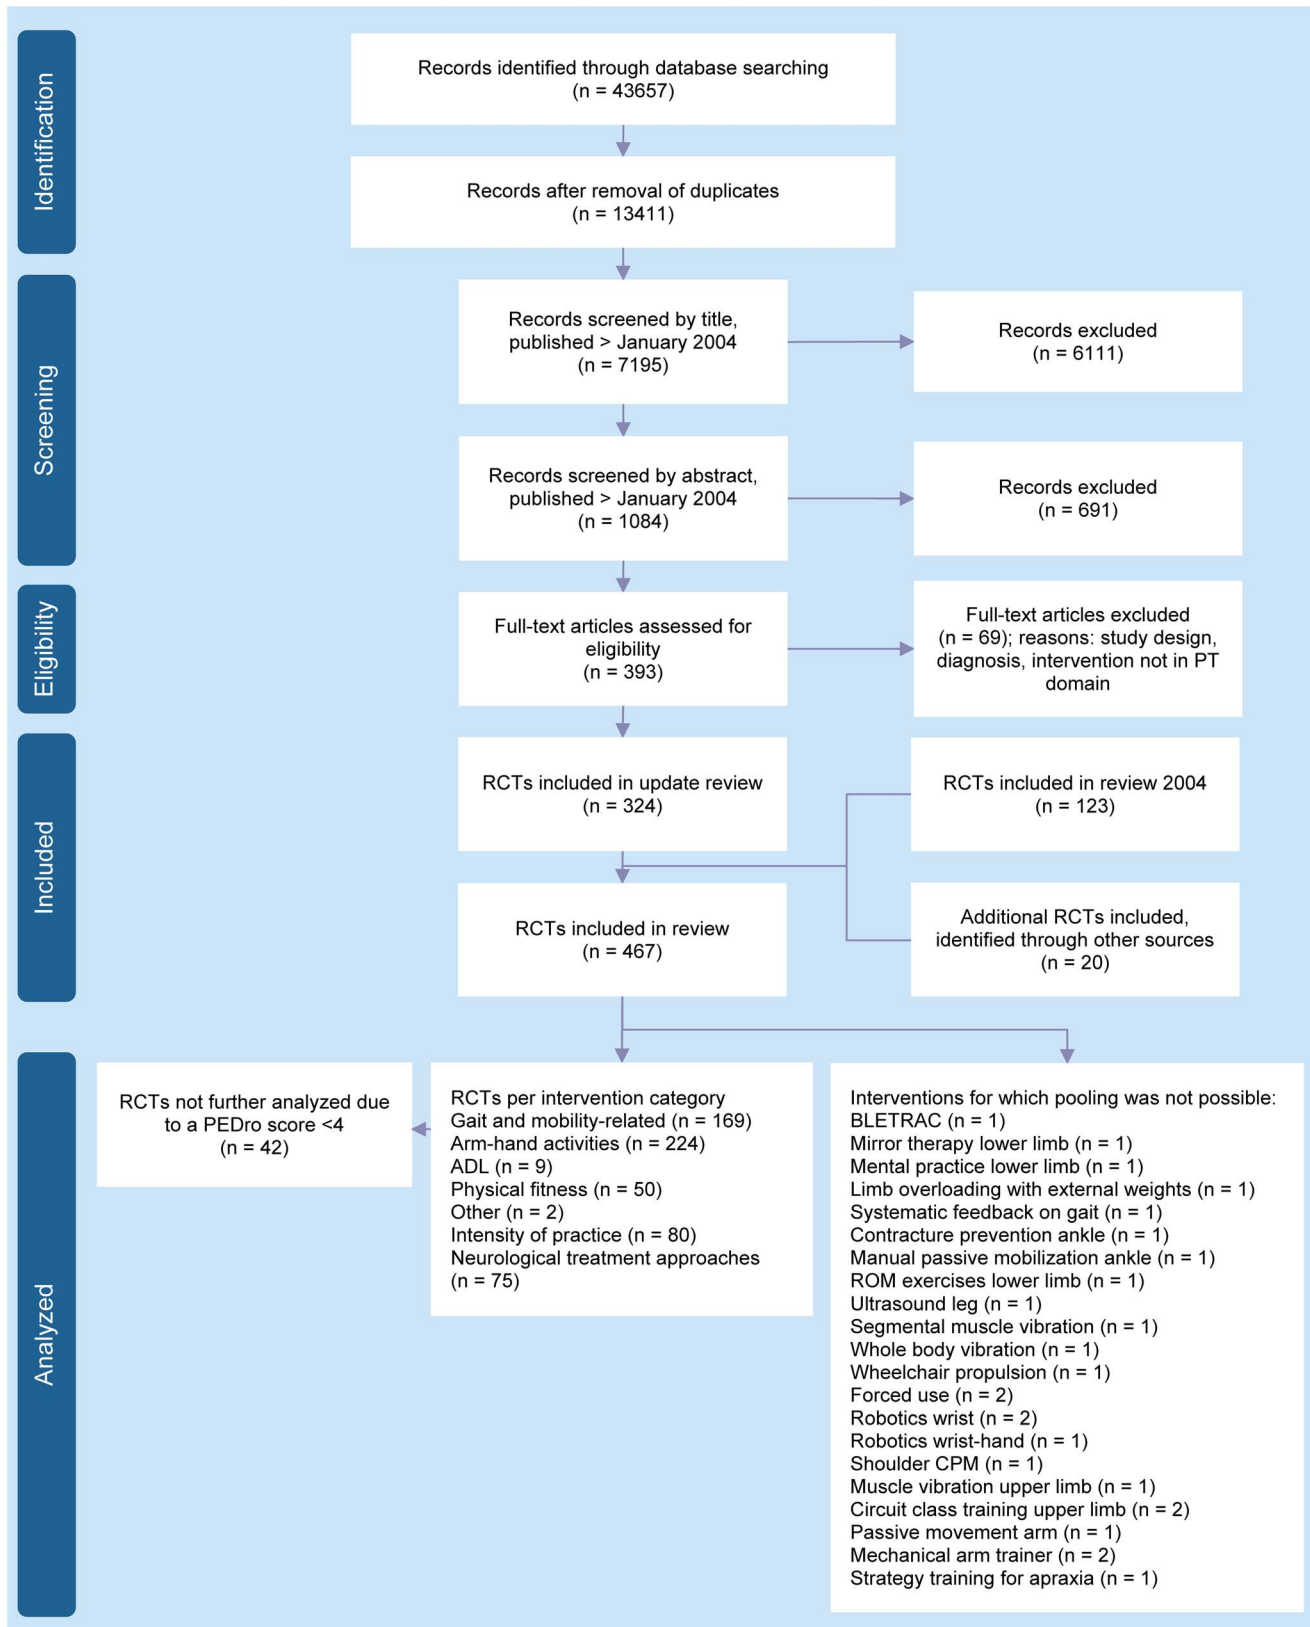 Identification
Records identified through database searching
(n = 43657)
Records after removal of duplicates
(n = 13411)
Screening
Records screened by title,
published > January 2004
(n = 7195)
Records excluded
(n = 6111)
Records screened by abstract,
published > January 2004
(n = 1084)
Records excluded
(n = 691)
Eligibility
Full-text articles assessed for
eligibility
(n = 393)
Full-text articles excluded
(n = 69); reasons: study design,
diagnosis, intervention not in PT
domain
Included
RCTs included in update review
(n = 324)
RCTs included in review 2004
(n = 123)
RCTs included in review
(n = 467)
Additional RCTs included,
identified through other sources
(n = 20)
Analyzed
RCTs not further analyzed due
to a PEDro score <4
(n = 42)
RCTs per intervention category
Gait and mobility-related (n = 169)
Arm-hand activities (n = 224)
ADL (n = 9)
Physical fitness (n = 50)
Other (n = 2)
Intensity of practice (n = 80)
Neurological treatment approaches
(n = 75)
Interventions for which pooling was not possible:
BLETRAC (n = 1)
Mirror therapy lower limb (n = 1)
Mental practice lower limb (n = 1)
Limb overloading with external weights (n = 1)
Systematic feedback on gait (n = 1)
Contracture prevention ankle (n = 1)
Manual passive mobilization ankle (n = 1)
ROM exercises lower limb (n = 1)
Ultrasound leg (n = 1)
Segmental muscle vibration (n = 1)
Whole body vibration (n = 1)
Wheelchair propulsion (n = 1)
Forced use (n = 2)
Robotics wrist (n = 2)
Robotics wrist-hand (n = 1)
Shoulder CPM (n = 1)
Muscle vibration upper limb (n = 1)
Circuit class training upper limb (n = 2)
Passive movement arm (n = 1)
Mechanical arm trainer (n = 2)
Strategy training for apraxia (n = 1)